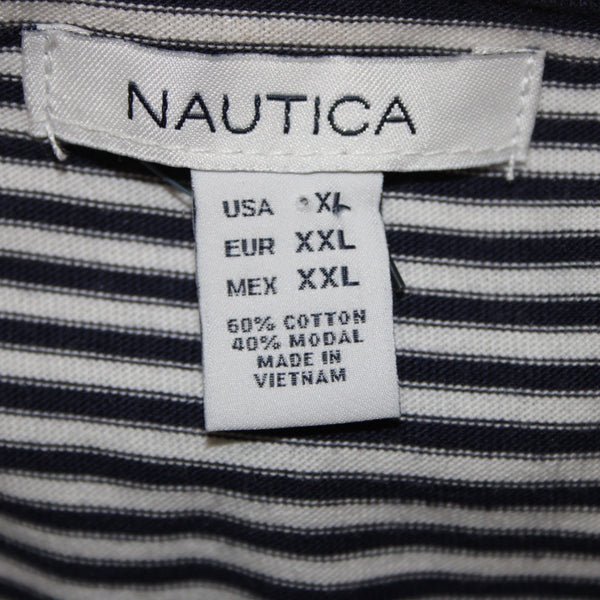 NAUTICA
USA XL
EUR XXL
MEX XXL
60% COTTON
40% MODAL
MADE IN
VIETNAM